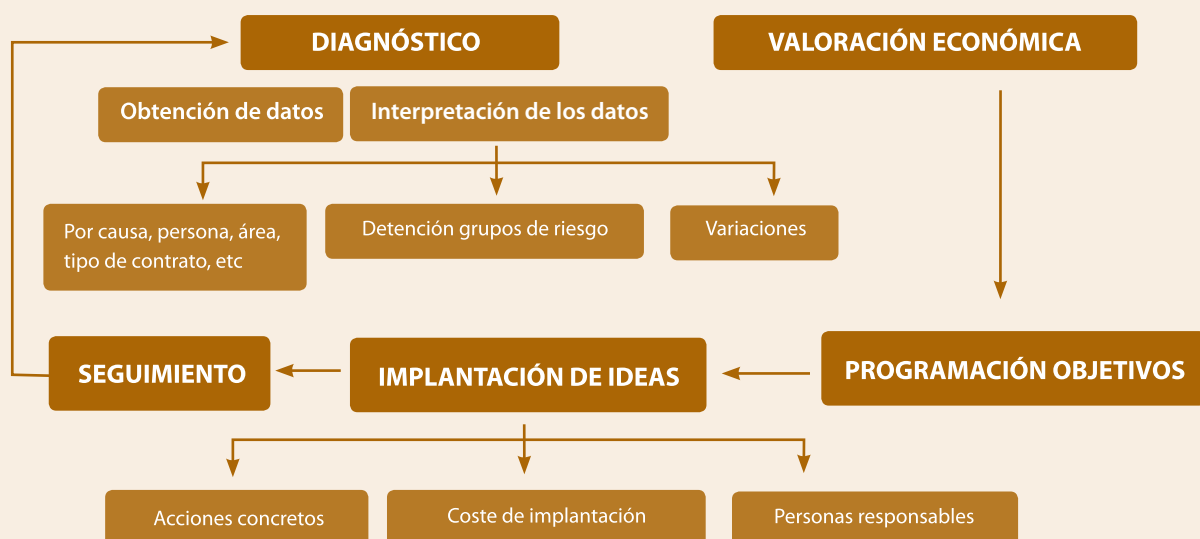 DIAGNÓSTICO
VALORACIÓN ECONÓMICA
Obtención de datos
Interpretación de los datos
Por causa, persona, área,
tipo de contrato, etc
Detención grupos de riesgo
Variaciones
SEGUIMIENTO
IMPLANTACIÓN DE IDEAS
PROGRAMACIÓN OBJETIVOS
Acciones concretos
Coste de implantación
Personas responsables